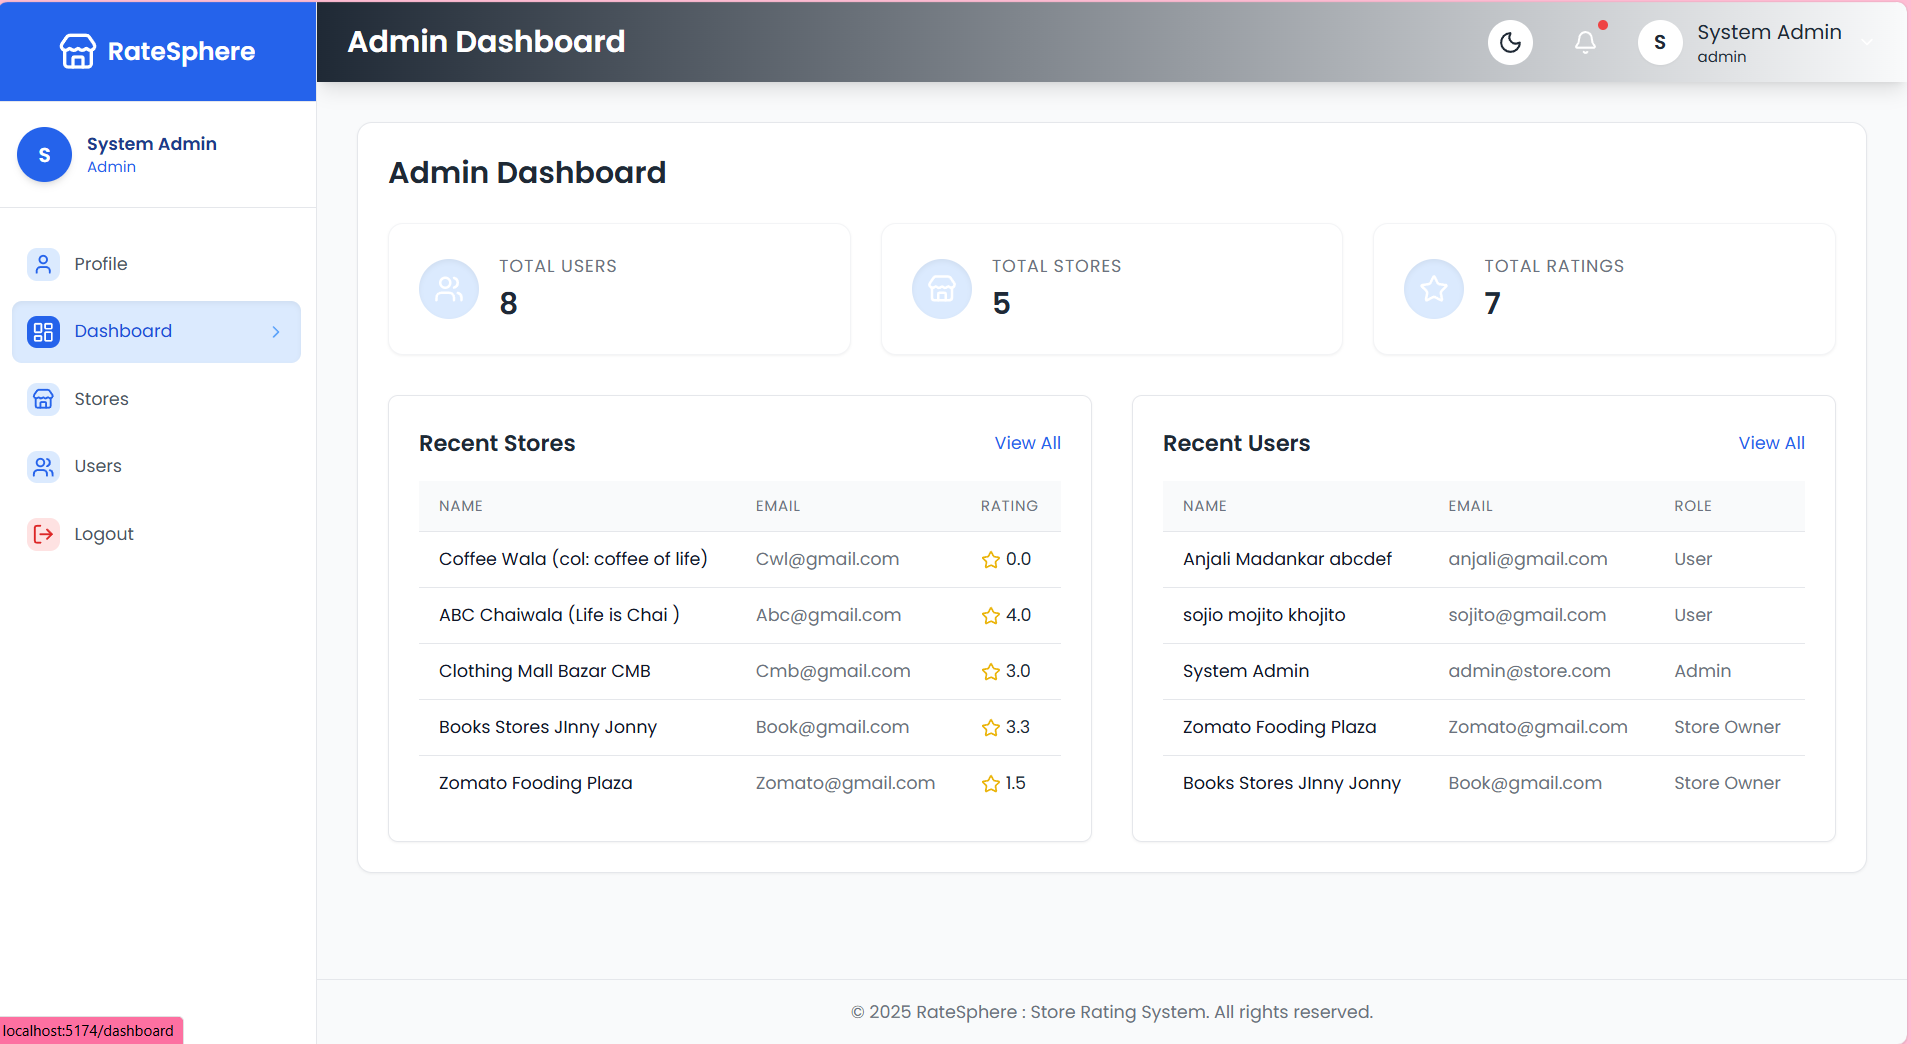 RateSphere
Admin Dashboard
S
System Admin
admin
S
System Admin
Admin
Profile
Dashboard
Stores
Users
Logout
Admin Dashboard
TOTAL USERS
8
TOTAL STORES
5
TOTAL RATINGS
7
Recent Stores
View All
NAME EMAIL RATING
Coffee Wala (col: coffee of life) Cwl@gmail.com 0.0
ABC Chaiwala (Life is Chai ) Abc@gmail.com 4.0
Clothing Mall Bazar CMB Cmb@gmail.com 3.0
Books Stores JInny Jonny Book@gmail.com 3.3
Zomato Fooding Plaza Zomato@gmail.com 1.5
Recent Users
View All
NAME EMAIL ROLE
Anjali Madankar abcdef anjali@gmail.com User
sojio mojito khojito sojito@gmail.com User
System Admin admin@store.com Admin
Zomato Fooding Plaza Zomato@gmail.com Store Owner
Books Stores JInny Jonny Book@gmail.com Store Owner
© 2025 RateSphere : Store Rating System. All rights reserved.
localhost:5174/dashboard